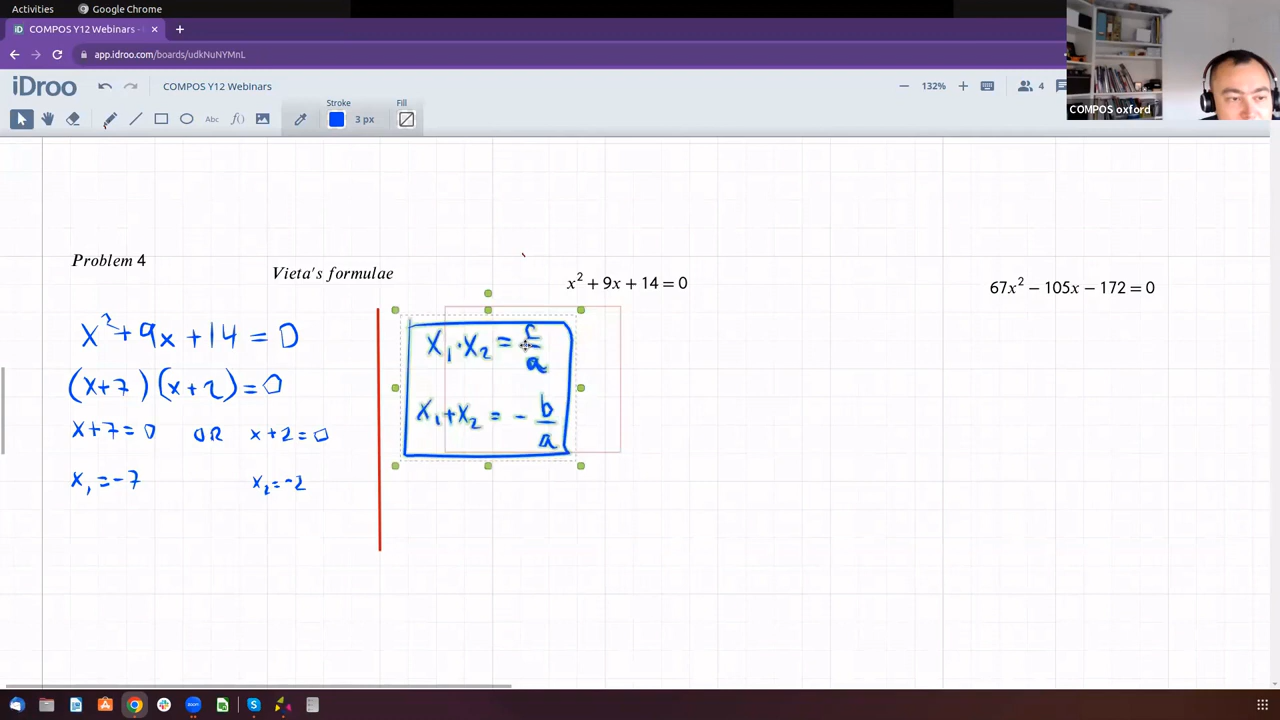 Activities
Google Chrome
COMPOS Y12 Webinars -
app.idroo.com/boards/udkNuNYMnL
iDroo
COMPOS Y12 Webinars
132%
4
Stroke
Fill
3 px
Abc
f()
COMPOS oxford
Problem 4
Vieta's formulae
x² + 9x + 14 = 0
67x² − 105x − 172 = 0
x² + 9x + 14 = 0
(x+7)(x+2) = 0
x+7=0 OR x+2=0
x₁ = -7 x₂ = -2
x₁·x₂ = c/a
x₁+x₂ = - b/a